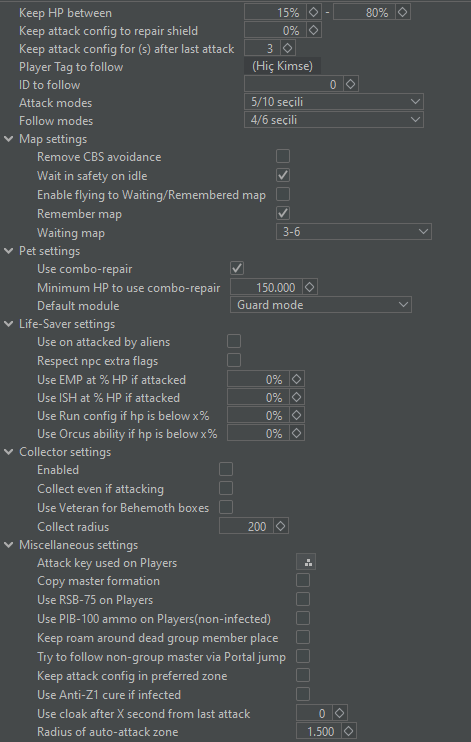 Keep HP between 15% - 80%
Keep attack config to repair shield 0%
Keep attack config for (s) after last attack 3
Player Tag to follow (Hiç Kimse)
ID to follow 0
Attack modes 5/10 seçili
Follow modes 4/6 seçili
Map settings
Remove CBS avoidance
Wait in safety on idle
Enable flying to Waiting/Remembered map
Remember map
Waiting map 3-6
Pet settings
Use combo-repair
Minimum HP to use combo-repair 150.000
Default module Guard mode
Life-Saver settings
Use on attacked by aliens
Respect npc extra flags
Use EMP at % HP if attacked 0%
Use ISH at % HP if attacked 0%
Use Run config if hp is below x% 0%
Use Orcus ability if hp is below x% 0%
Collector settings
Enabled
Collect even if attacking
Use Veteran for Behemoth boxes
Collect radius 200
Miscellaneous settings
Attack key used on Players
Copy master formation
Use RSB-75 on Players
Use PIB-100 ammo on Players(non-infected)
Keep roam around dead group member place
Try to follow non-group master via Portal jump
Keep attack config in preferred zone
Use Anti-Z1 cure if infected
Use cloak after X second from last attack 0
Radius of auto-attack zone 1.500